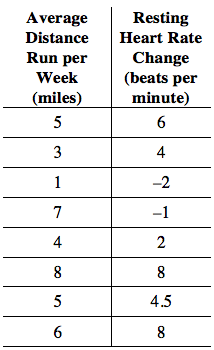 Average Resting
Distance Heart Rate
Run per Change
Week (beats per
(miles) minute)
5 6
3 4
1 –2
7 –1
4 2
8 8
5 4.5
6 8